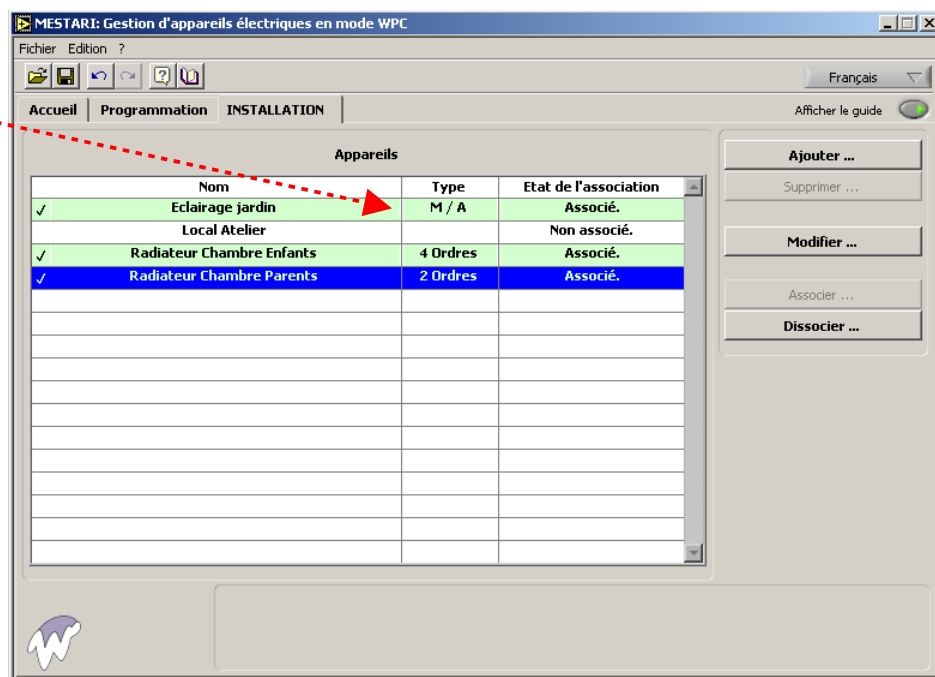 MESTARI: Gestion d'appareils électriques en mode WPC
Fichier Edition ?
Français
Accueil Programmation INSTALLATION
Afficher le guide
Appareils
Nom Type Etat de l'association
Eclairage jardin M / A Associé.
Local Atelier Non associé.
Radiateur Chambre Enfants 4 Ordres Associé.
Radiateur Chambre Parents 2 Ordres Associé.
Ajouter ...
Supprimer ...
Modifier ...
Associer ...
Dissocier ...